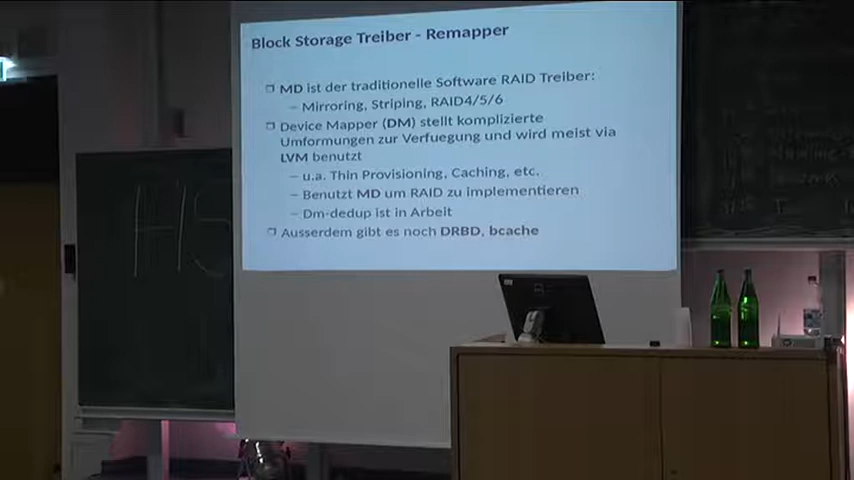 Block Storage Treiber - Remapper
MD ist der traditionelle Software RAID Treiber:
– Mirroring, Striping, RAID4/5/6
Device Mapper (DM) stellt komplizierte
Umformungen zur Verfuegung und wird meist via
LVM benutzt
– u.a. Thin Provisioning, Caching, etc.
– Benutzt MD um RAID zu implementieren
– Dm-dedup ist in Arbeit
Ausserdem gibt es noch DRBD, bcache
HS